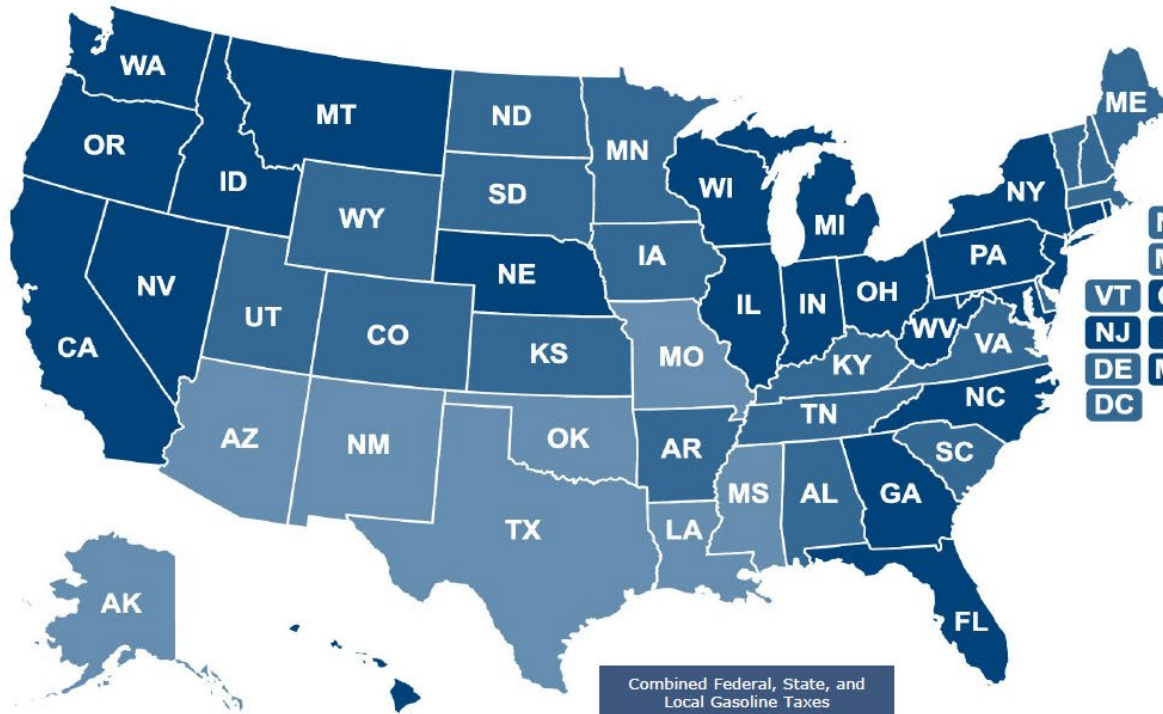 WA
MT
ND
MN
ME
OR
ID
SD
WI
NY
WY
MI
IA
PA
NE
NV
IL
IN
OH
VT
UT
CO
WV
NJ
CA
KS
MO
KY
VA
DE
NC
DC
TN
AZ
NM
OK
AR
SC
MS
AL
GA
TX
LA
AK
FL
Combined Federal, State, and
Local Gasoline Taxes